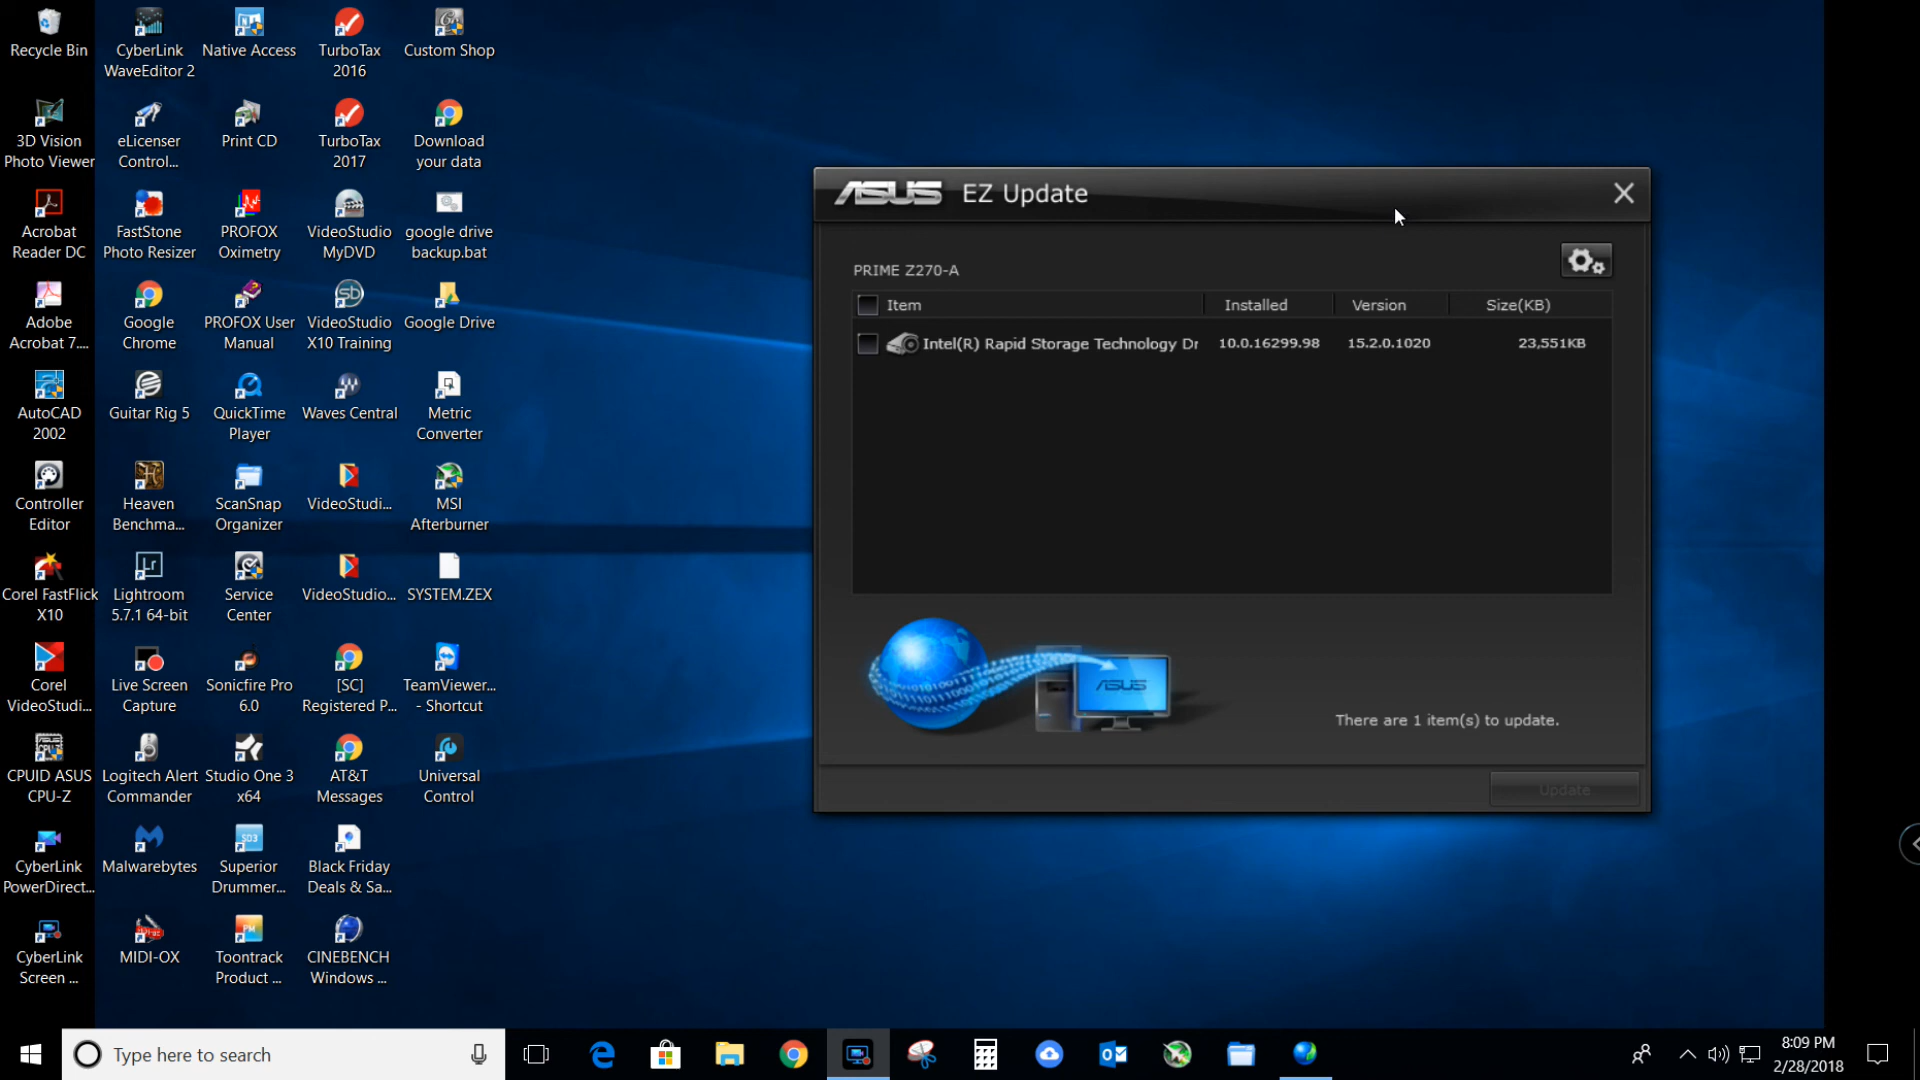 Recycle Bin
CyberLink
WaveEditor 2
Native Access
TurboTax
2016
Custom Shop
3D Vision
Photo Viewer
eLicenser
Control...
Print CD
TurboTax
2017
Download
your data
Acrobat
Reader DC
FastStone
Photo Resizer
PROFOX
Oximetry
VideoStudio
MyDVD
google drive
backup.bat
Adobe
Acrobat 7....
Google
Chrome
PROFOX User
Manual
VideoStudio
X10 Training
Google Drive
AutoCAD
2002
Guitar Rig 5
QuickTime
Player
Waves Central
Metric
Converter
Controller
Editor
Heaven
Benchma...
ScanSnap
Organizer
VideoStudi...
MSI
Afterburner
Corel FastFlick
X10
Lightroom
5.7.1 64-bit
Service
Center
VideoStudio...
SYSTEM.ZEX
Corel
VideoStudi...
Live Screen
Capture
Sonicfire Pro
6.0
[SC]
Registered P...
TeamViewer...
- Shortcut
CPUID ASUS
CPU-Z
Logitech Alert
Commander
Studio One 3
x64
AT&T
Messages
Universal
Control
CyberLink
PowerDirect...
Malwarebytes
Superior
Drummer...
Black Friday
Deals & Sa...
CyberLink
Screen ...
MIDI-OX
Toontrack
Product ...
CINEBENCH
Windows ...
ASUS EZ Update
PRIME Z270-A
Item Installed Version Size(KB)
Intel(R) Rapid Storage Technology Dr 10.0.16299.98 15.2.0.1020 23,551KB
ASUS
There are 1 item(s) to update.
Update
Type here to search
8:09 PM
2/28/2018